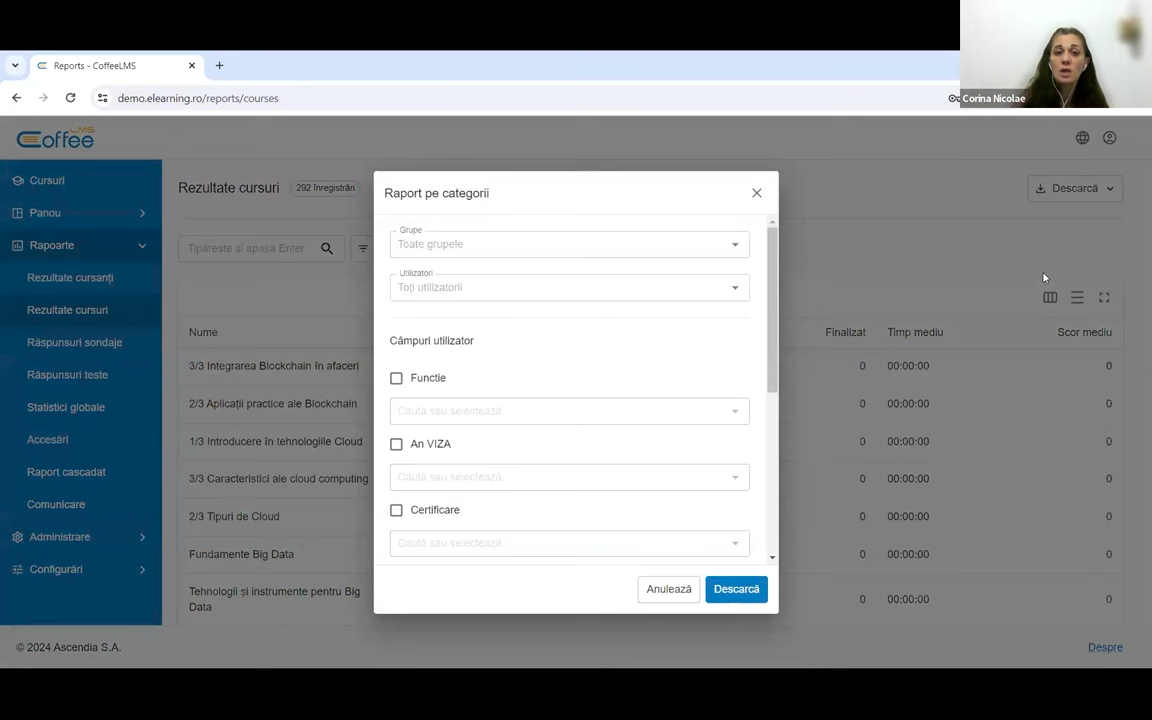 Reports - CoffeeLMS
demo.elearning.ro/reports/courses
Corina Nicolae
Coffee LMS
Cursuri
Panou
Rapoarte
Rezultate cursanți
Rezultate cursuri
Răspunsuri sondaje
Răspunsuri teste
Statistici globale
Accesări
Raport cascadat
Comunicare
Administrare
Configurări
Rezultate cursuri
292 înregistrări
Descarcă
Tipărește și apasă Enter
Nume
Finalizat
Timp mediu
Scor mediu
3/3 Integrarea Blockchain în afaceri
0
00:00:00
0
2/3 Aplicații practice ale Blockchain
0
00:00:00
0
1/3 Introducere în tehnologiile Cloud
0
00:00:00
0
3/3 Caracteristici ale cloud computing
0
00:00:00
0
2/3 Tipuri de Cloud
0
00:00:00
0
Fundamente Big Data
0
00:00:00
0
Tehnologii și instrumente pentru Big
Data
0
00:00:00
0
Raport pe categorii
Grupe
Toate grupele
Utilizatori
Toți utilizatorii
Câmpuri utilizator
Functie
Caută sau selectează.
An VIZA
Caută sau selectează.
Certificare
Caută sau selectează.
Anulează
Descarcă
© 2024 Ascendia S.A.
Despre